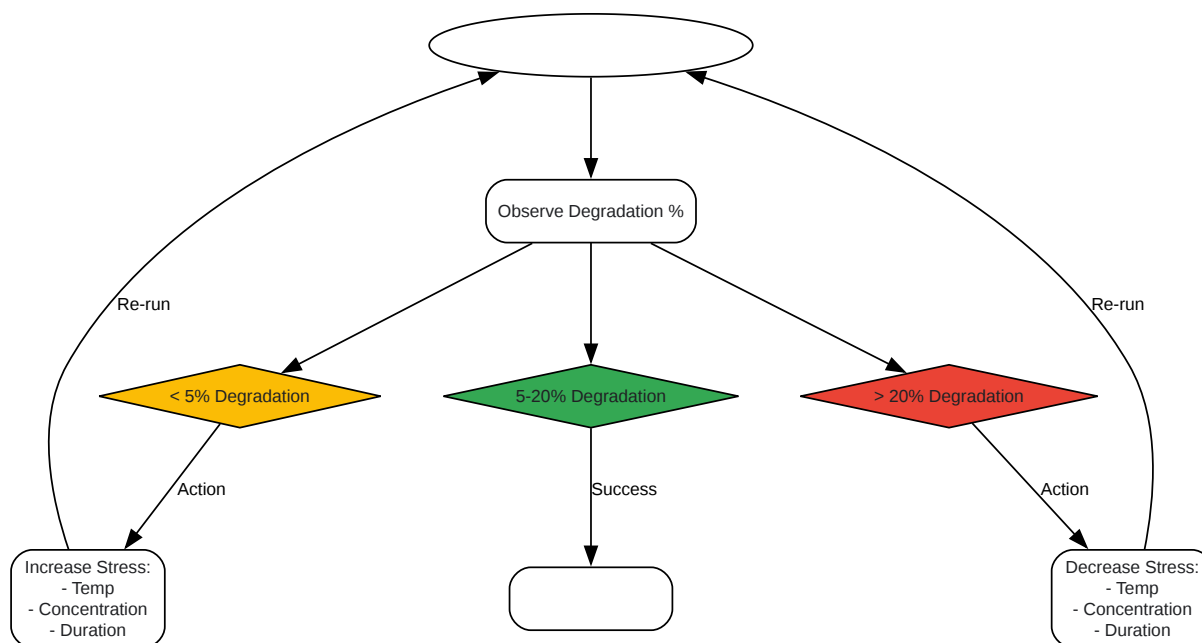 Observe Degradation %
Re-run
Re-run
< 5% Degradation
5-20% Degradation
> 20% Degradation
Action
Success
Action
Increase Stress:
- Temp
- Concentration
- Duration
Decrease Stress:
- Temp
- Concentration
- Duration